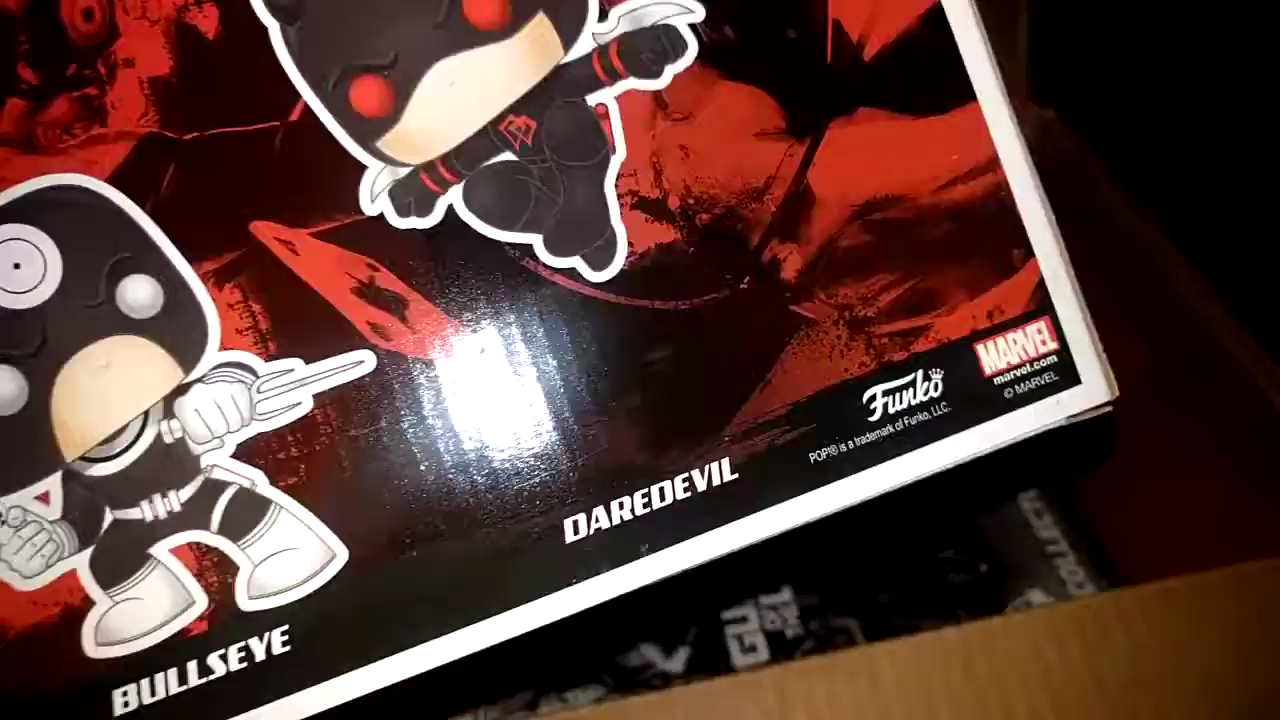 MARVEL
marvel.com
© MARVEL
Funko
POP!® is a trademark of Funko, LLC.
DAREDEVIL
BULLSEYE